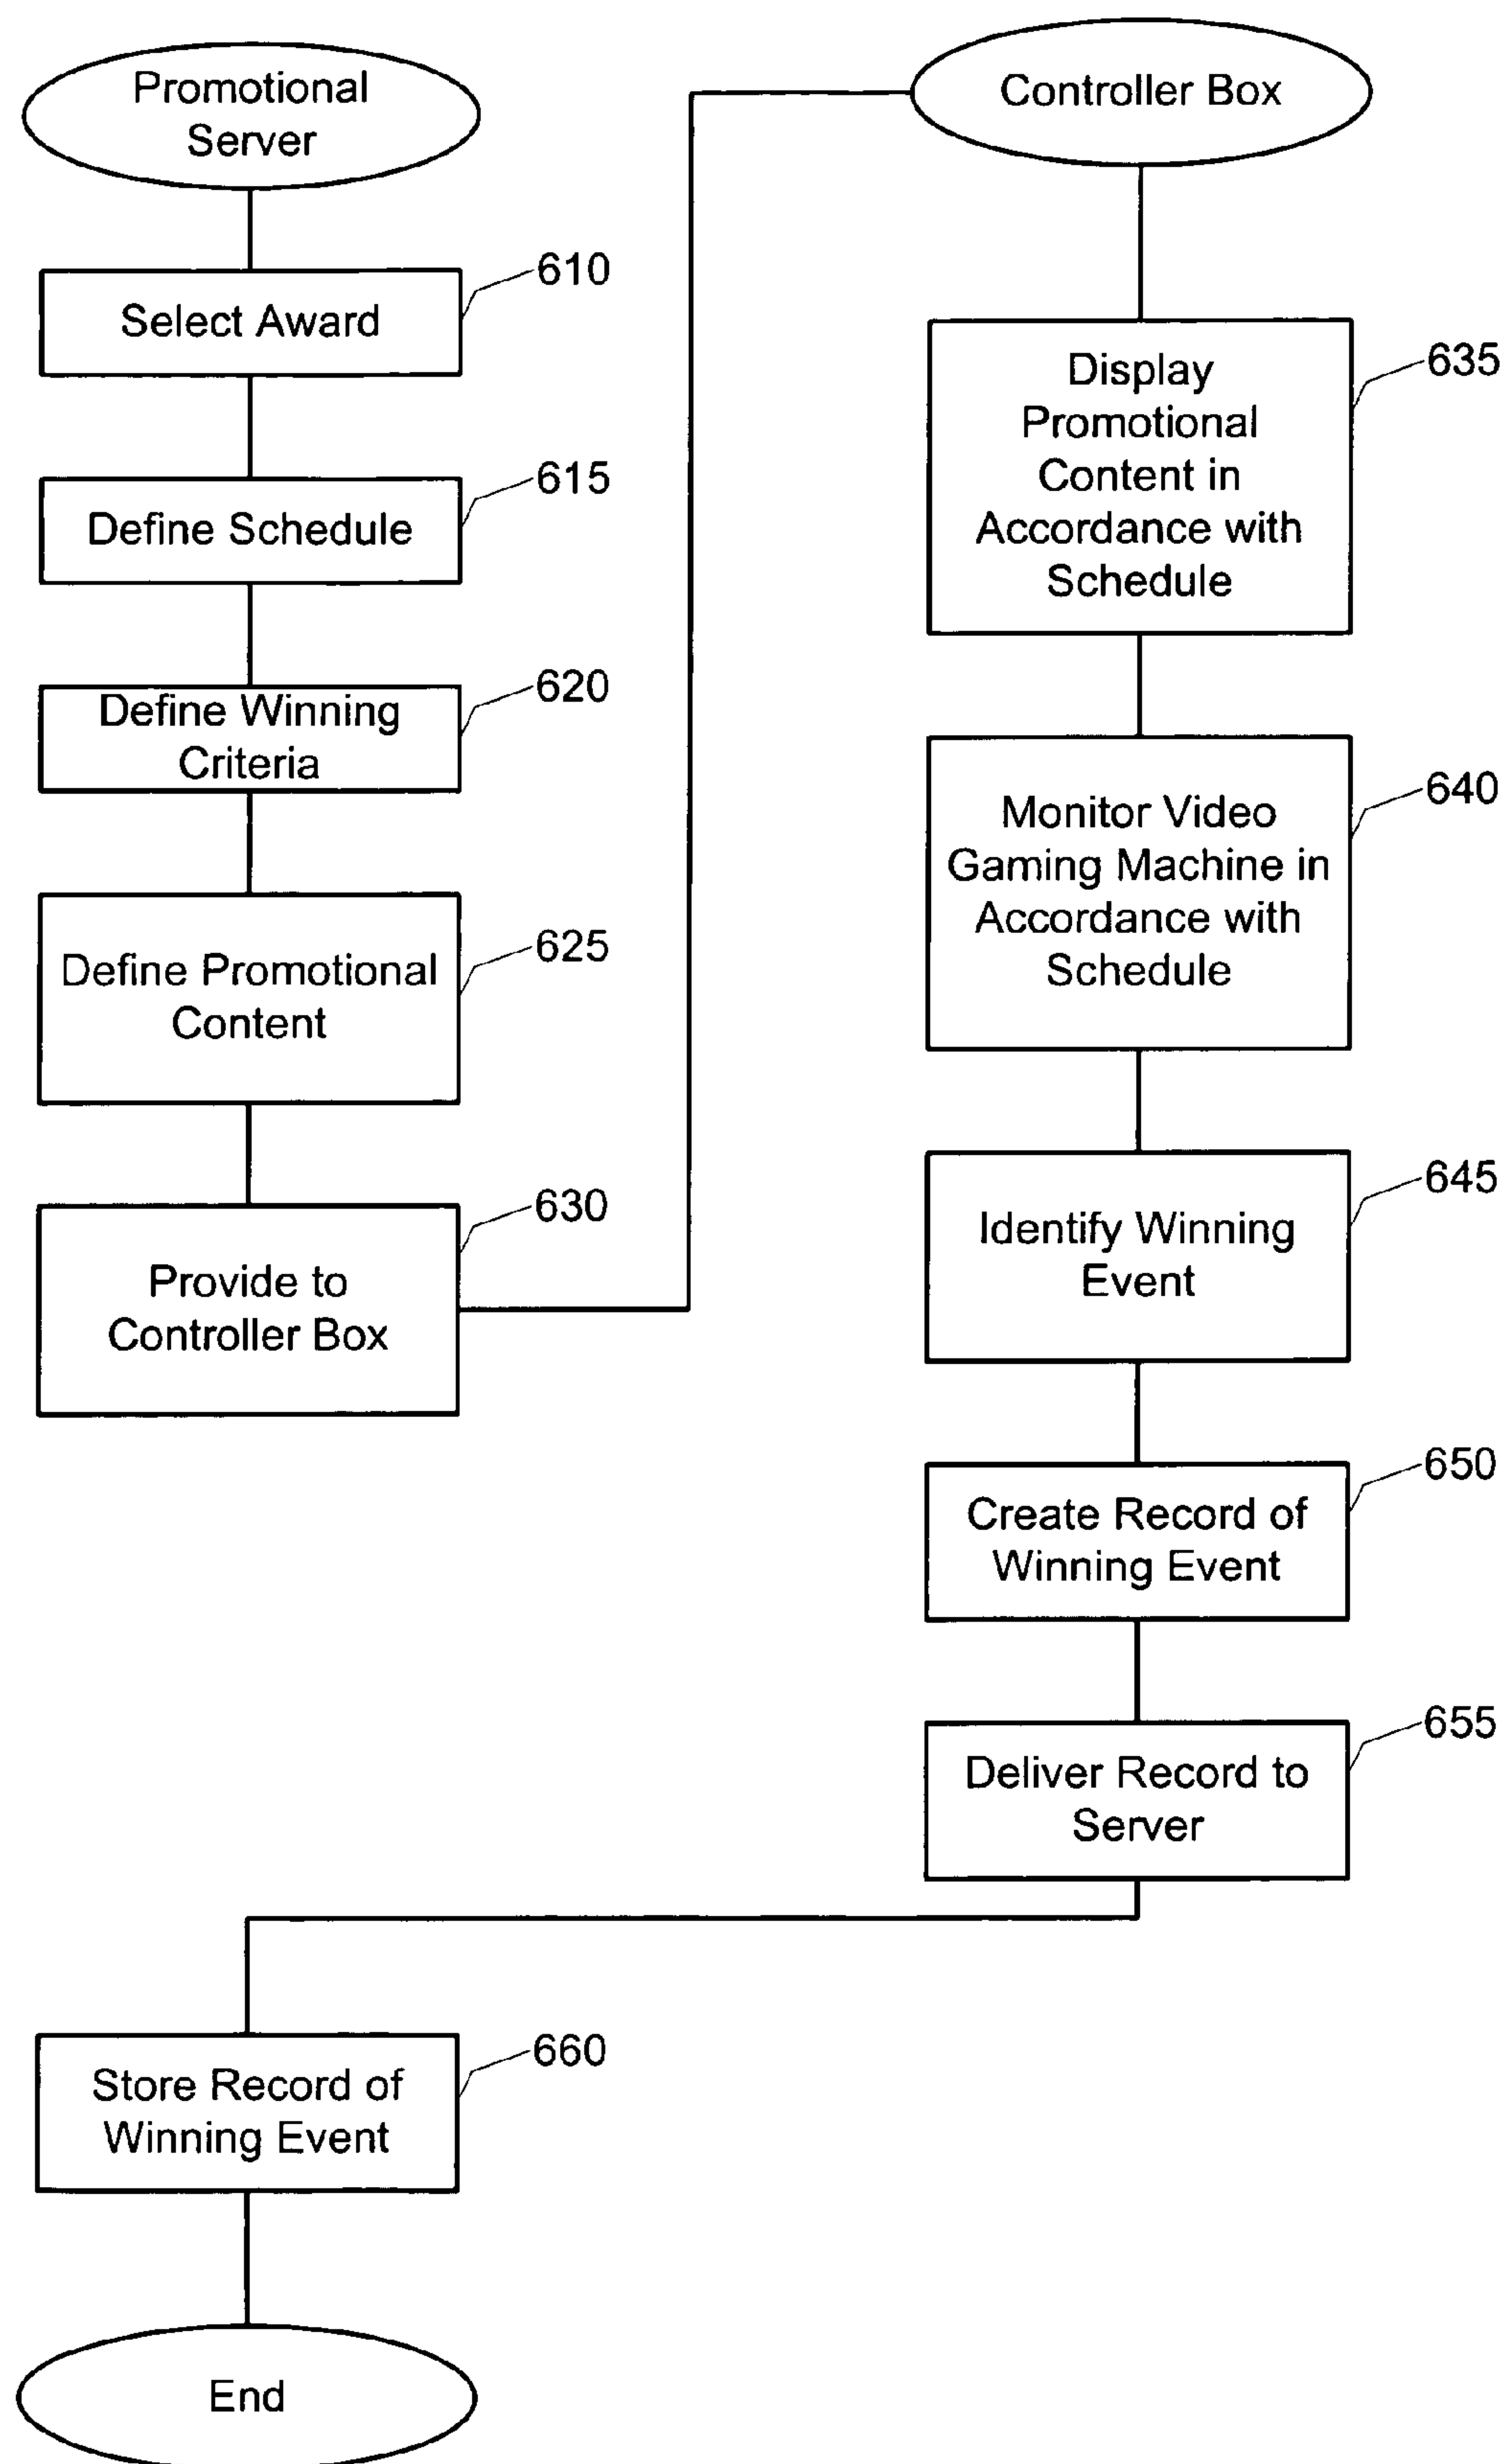 Promotional
Server
610
Select Award
615
Define Schedule
620
Define Winning
Criteria
625
Define Promotional
Content
630
Provide to
Controller Box
Controller Box
635
Display
Promotional
Content in
Accordance with
Schedule
640
Monitor Video
Gaming Machine in
Accordance with
Schedule
645
Identify Winning
Event
650
Create Record of
Winning Event
655
Deliver Record to
Server
660
Store Record of
Winning Event
End